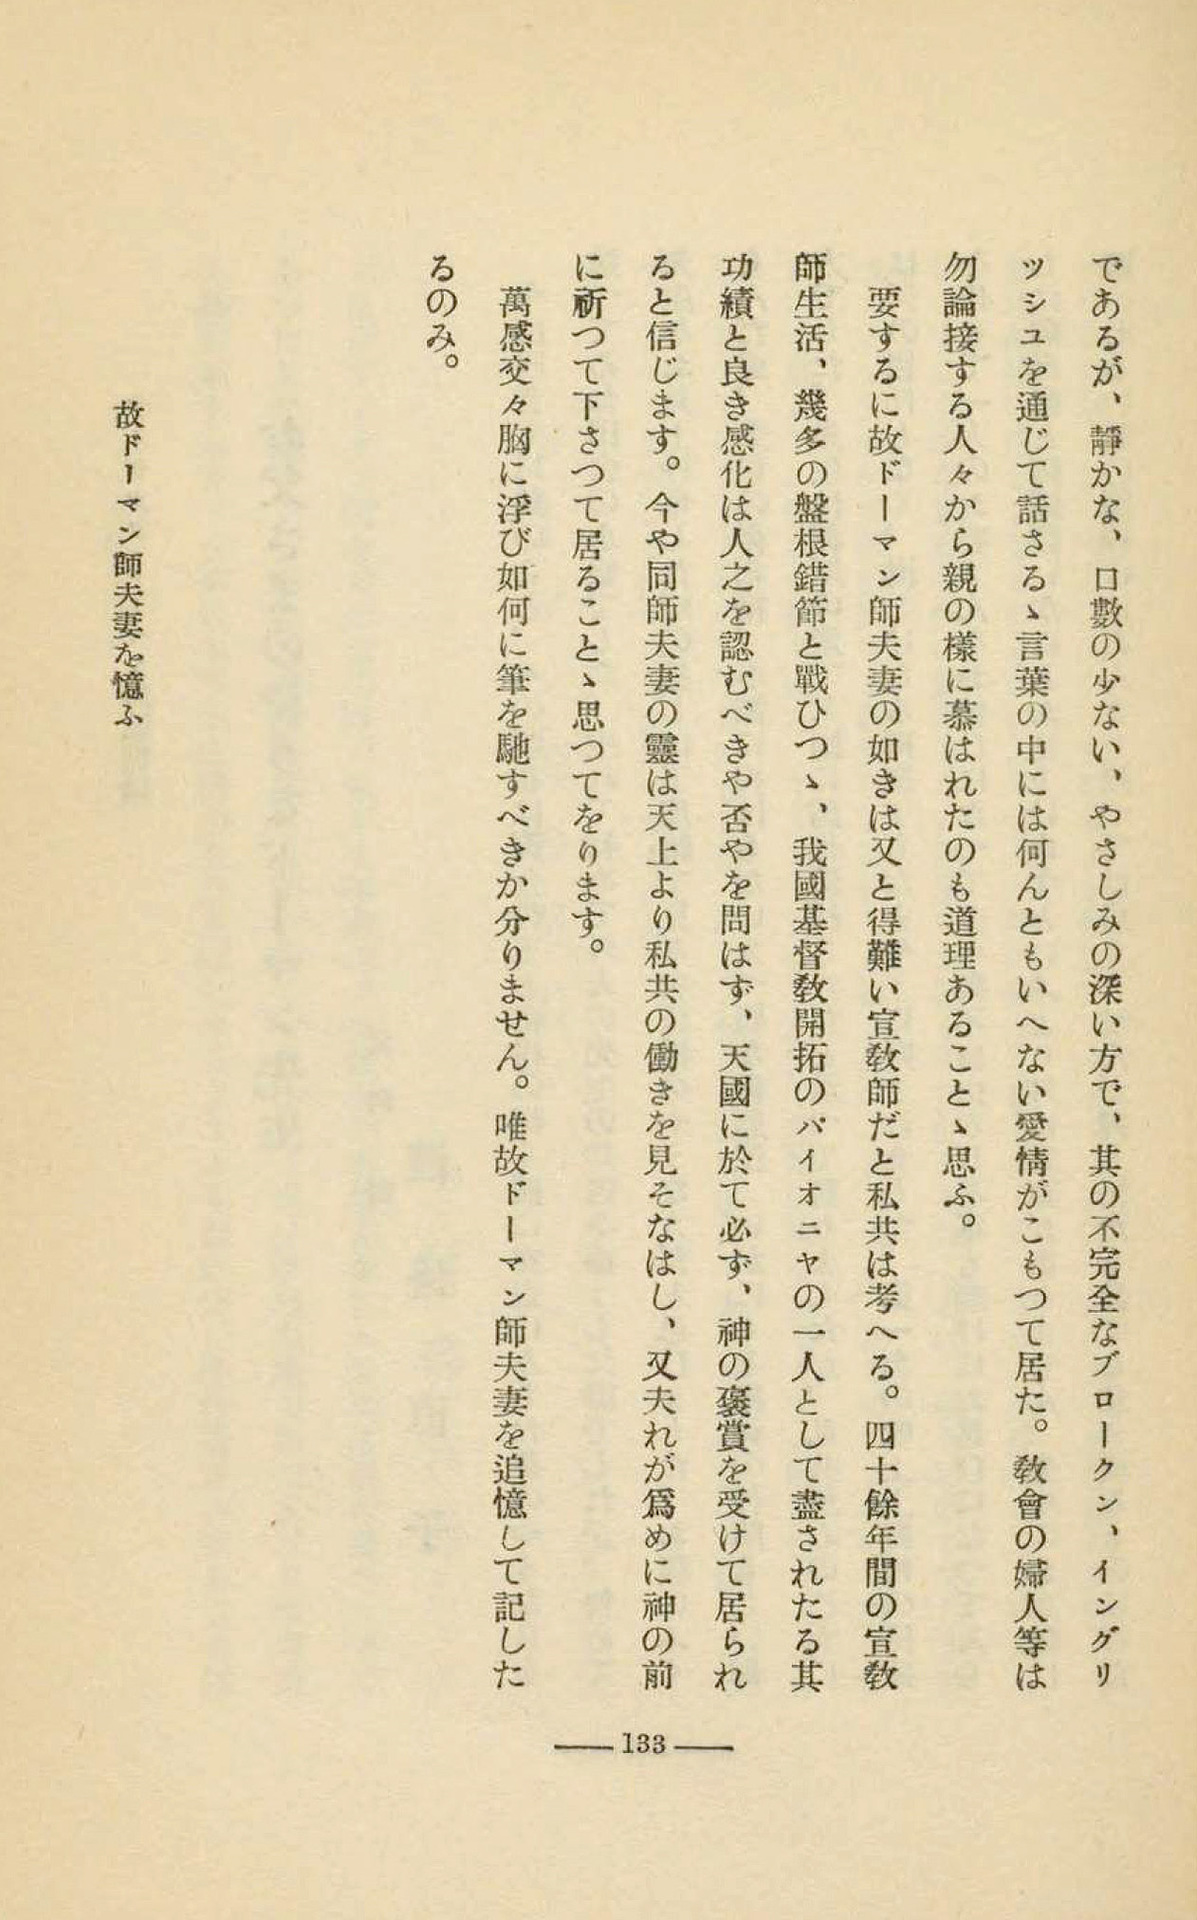 であるが、靜かな、口數の少ない、やさしみの深い方で、其の不完全なブロークン、イングリ
ッシユを通じて話さるゝ言葉の中には何んともいへない愛情がこもつて居た。敎會の婦人等は
勿論接する人々から親の樣に慕はれたのも道理あることゝ思ふ。
要するに故ドーマン師夫妻の如きは又と得難い宣敎師だと私共は考へる。四十餘年間の宣敎
師生活、幾多の盤根錯節と戰ひつゝ、我國基督敎開拓のパイオニヤの一人として盡されたる其
功績と良き感化は人之を認むべきや否やを問はず、天國に於て必ず、神の褒賞を受けて居られ
ると信じます。今や同師夫妻の靈は天上より私共の働きを見そなはし、又夫れが爲めに神の前
に祈つて下さつて居ることゝ思つてをります。
萬感交々胸に浮び如何に筆を馳すべきか分りません。唯故ドーマン師夫妻を追憶して記した
るのみ。
故ドーマン師夫妻を憶ふ
133